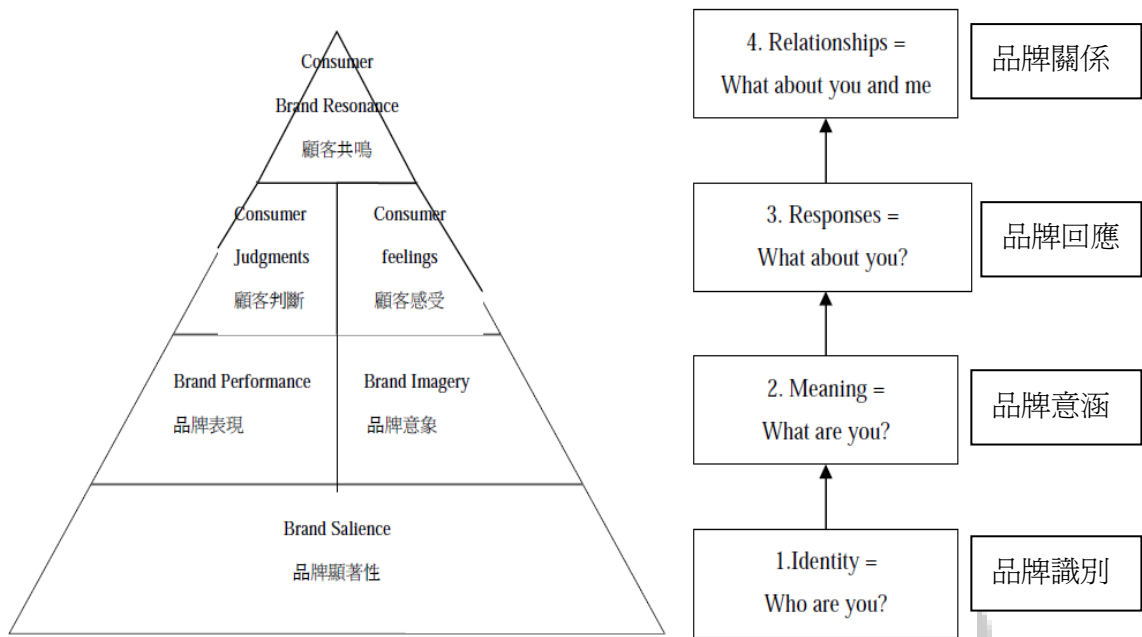 Consumer
Brand Resonance
顧客共鳴
Consumer
Judgments
顧客判斷
Consumer
feelings
顧客感受
Brand Performance
品牌表現
Brand Imagery
品牌意象
Brand Salience
品牌顯著性
4. Relationships =
What about you and me
品牌關係
3. Responses =
What about you?
品牌回應
2. Meaning =
What are you?
品牌意涵
1.Identity =
Who are you?
品牌識別